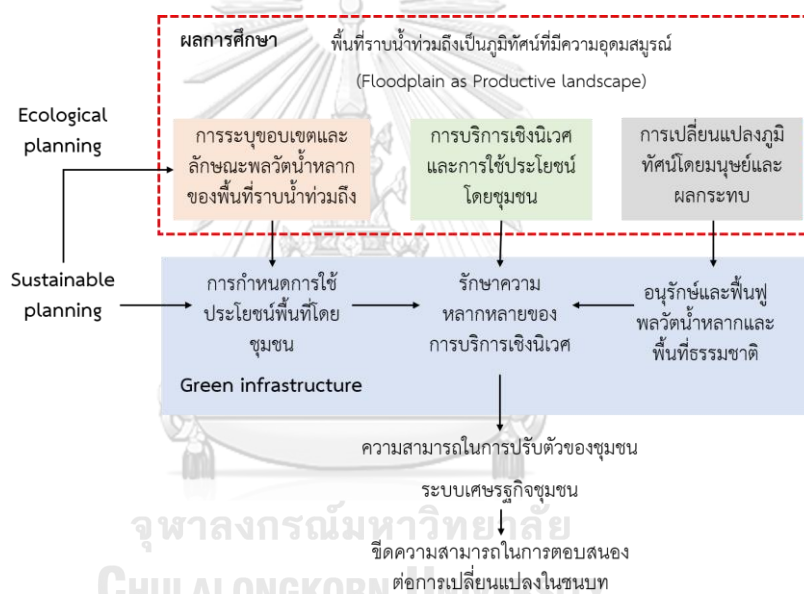 ผลการศึกษา พื้นที่ราบน้ำท่วมถึงเป็นภูมิทัศน์ที่มีความอุดมสมูรณ์
(Floodplain as Productive landscape)
Ecological
planning
การระบุขอบเขตและ
ลักษณะพลวัตน้ำหลาก
ของพื้นที่ราบน้ำท่วมถึง
การบริการเชิงนิเวศ
และการใช้ประโยชน์
โดยชุมชน
การเปลี่ยนแปลงภูมิ
ทัศน์โดยมนุษย์และ
ผลกระทบ
Sustainable
planning
การกำหนดการใช้
ประโยชน์พื้นที่โดย
ชุมชน
รักษาความ
หลากหลายของ
การบริการเชิงนิเวศ
อนุรักษ์และฟื้นฟู
พลวัตน้ำหลากและ
พื้นที่ธรรมชาติ
Green infrastructure
ความสามารถในการปรับตัวของชุมชน
ระบบเศรษฐกิจชุมชน
จุฬาลงกรณ์มหาวิทยาลัย
ขีดความสามารถในการตอบสนอง
ต่อการเปลี่ยนแปลงในชนบท
CHULALONGKORN UNIVERSITY